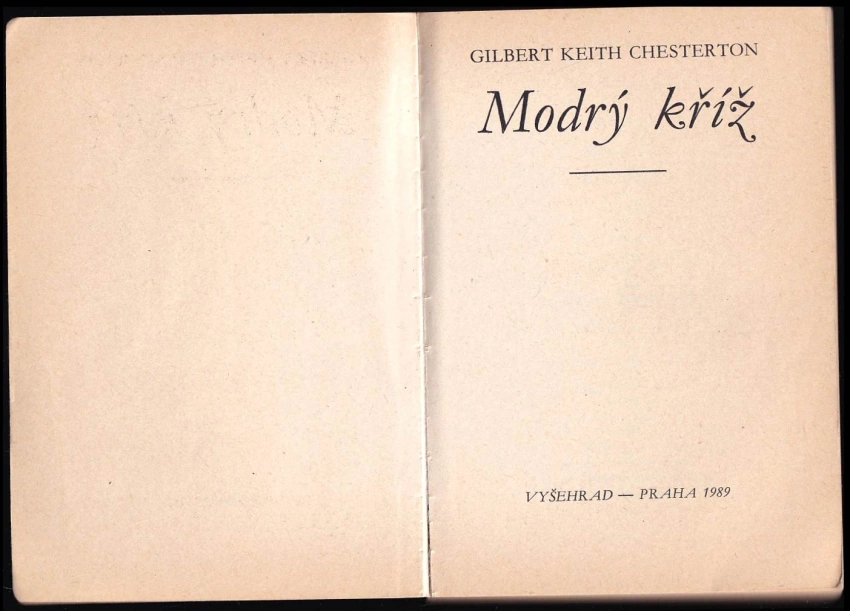 GILBERT KEITH CHESTERTON
Modrý kříž
VYŠEHRAD — PRAHA 1989